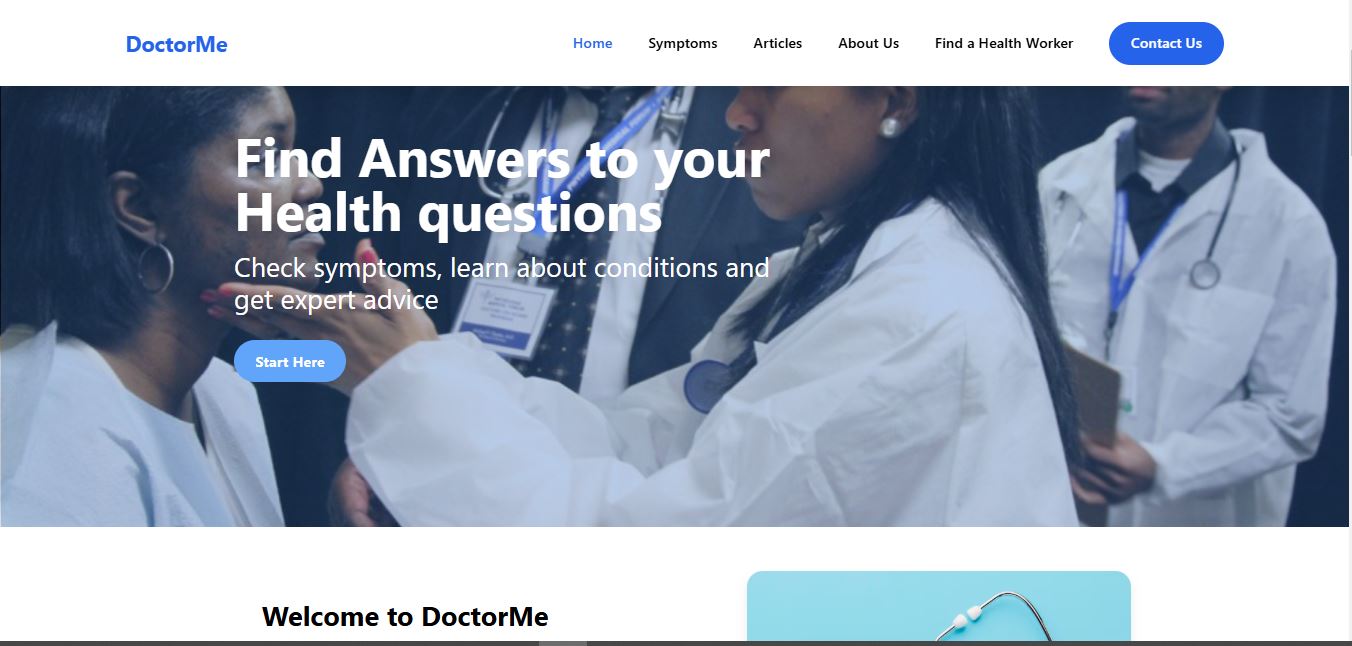 DoctorMe
Home
Symptoms
Articles
About Us
Find a Health Worker
Contact Us
Find Answers to your
Health questions
Check symptoms, learn about conditions and
get expert advice
Start Here
Welcome to DoctorMe